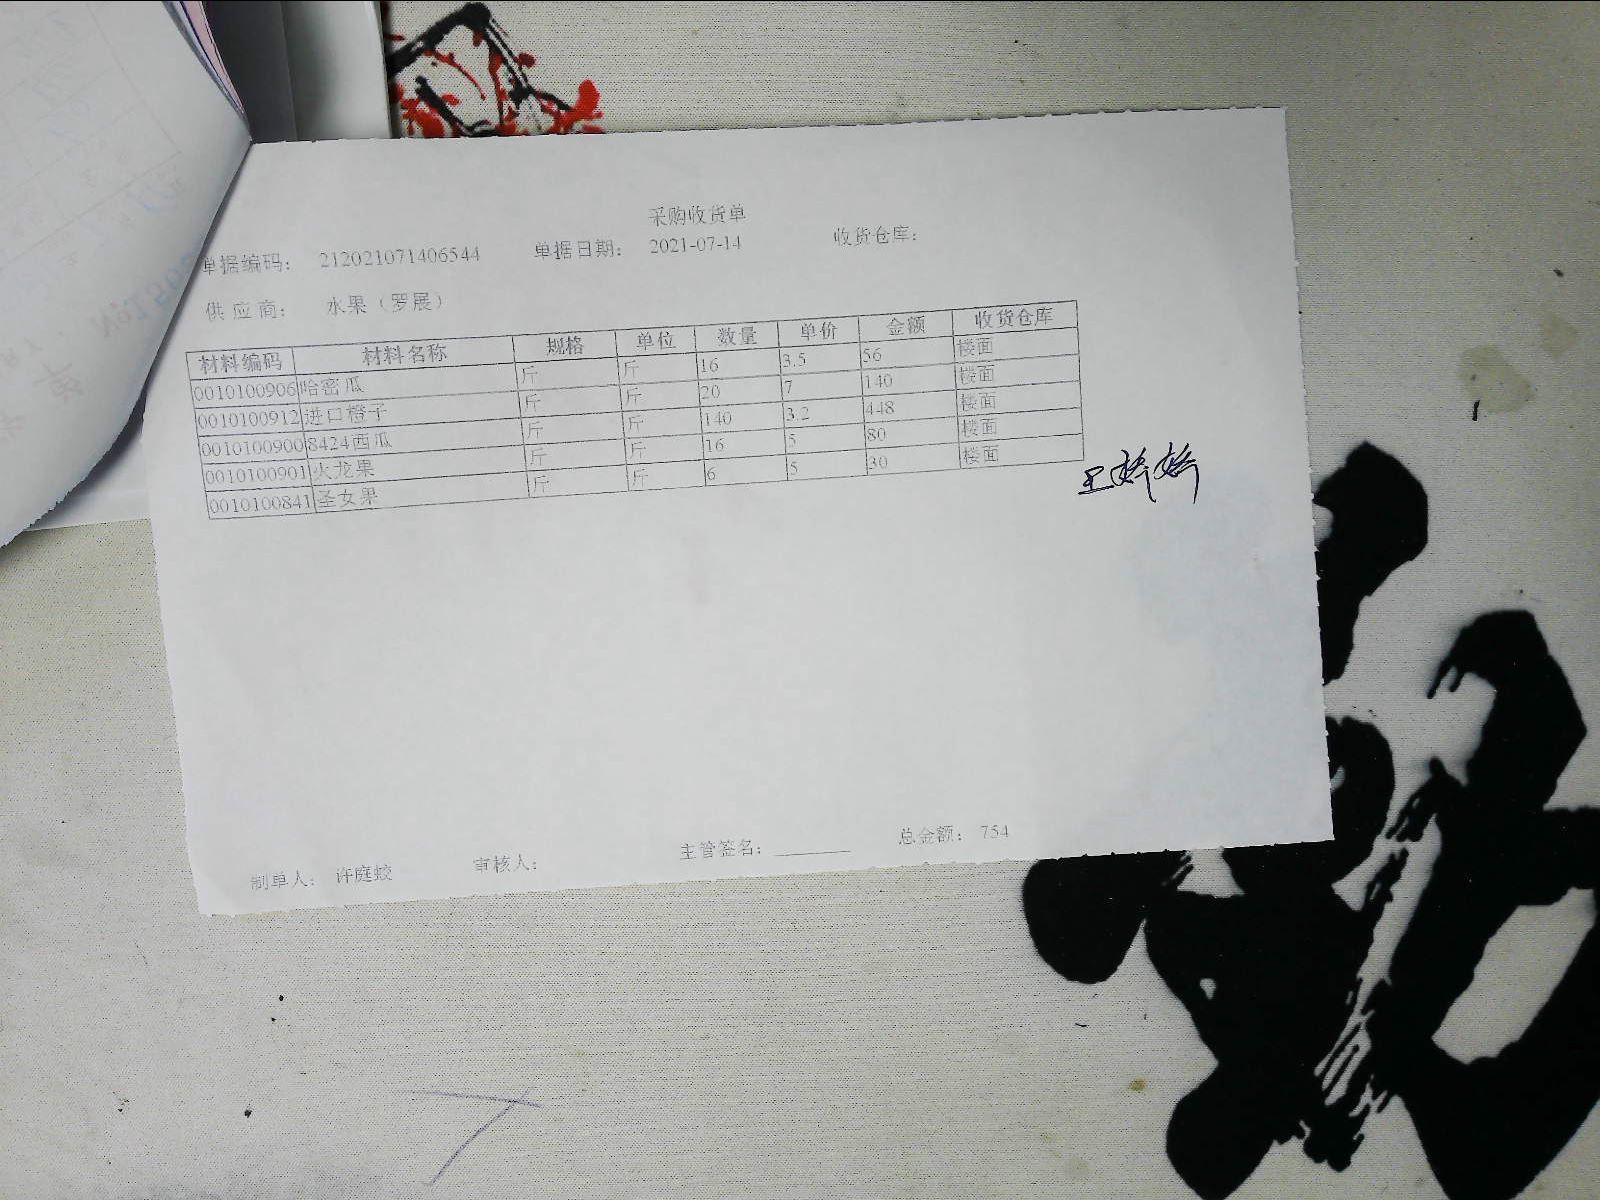 采购收货单
单据编码： 212021071406544 单据日期： 2021-07-14 收货仓库：
供应商： 水果（罗展）
材料编码 材料名称 规格 单位 数量 单价 金额 收货仓库
0010100906 哈密瓜 斤 斤 16 3.5 56 楼面
0010100912 进口橙子 斤 斤 20 7 140 楼面
0010100900 8424西瓜 斤 斤 140 3.2 448 楼面
0010100901 火龙果 斤 斤 16 5 80 楼面
0010100841 圣女果 斤 斤 6 5 30 楼面
王娇娇
制单人： 许庭蛟 审核人： 主管签名： 总金额： 754